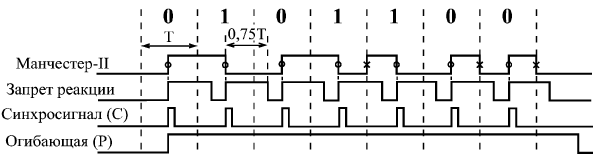 0 1 0 1 1 0 0
T 0,75T
Манчестер-II
Запрет реакции
Синхросигнал (C)
Огибающая (P)